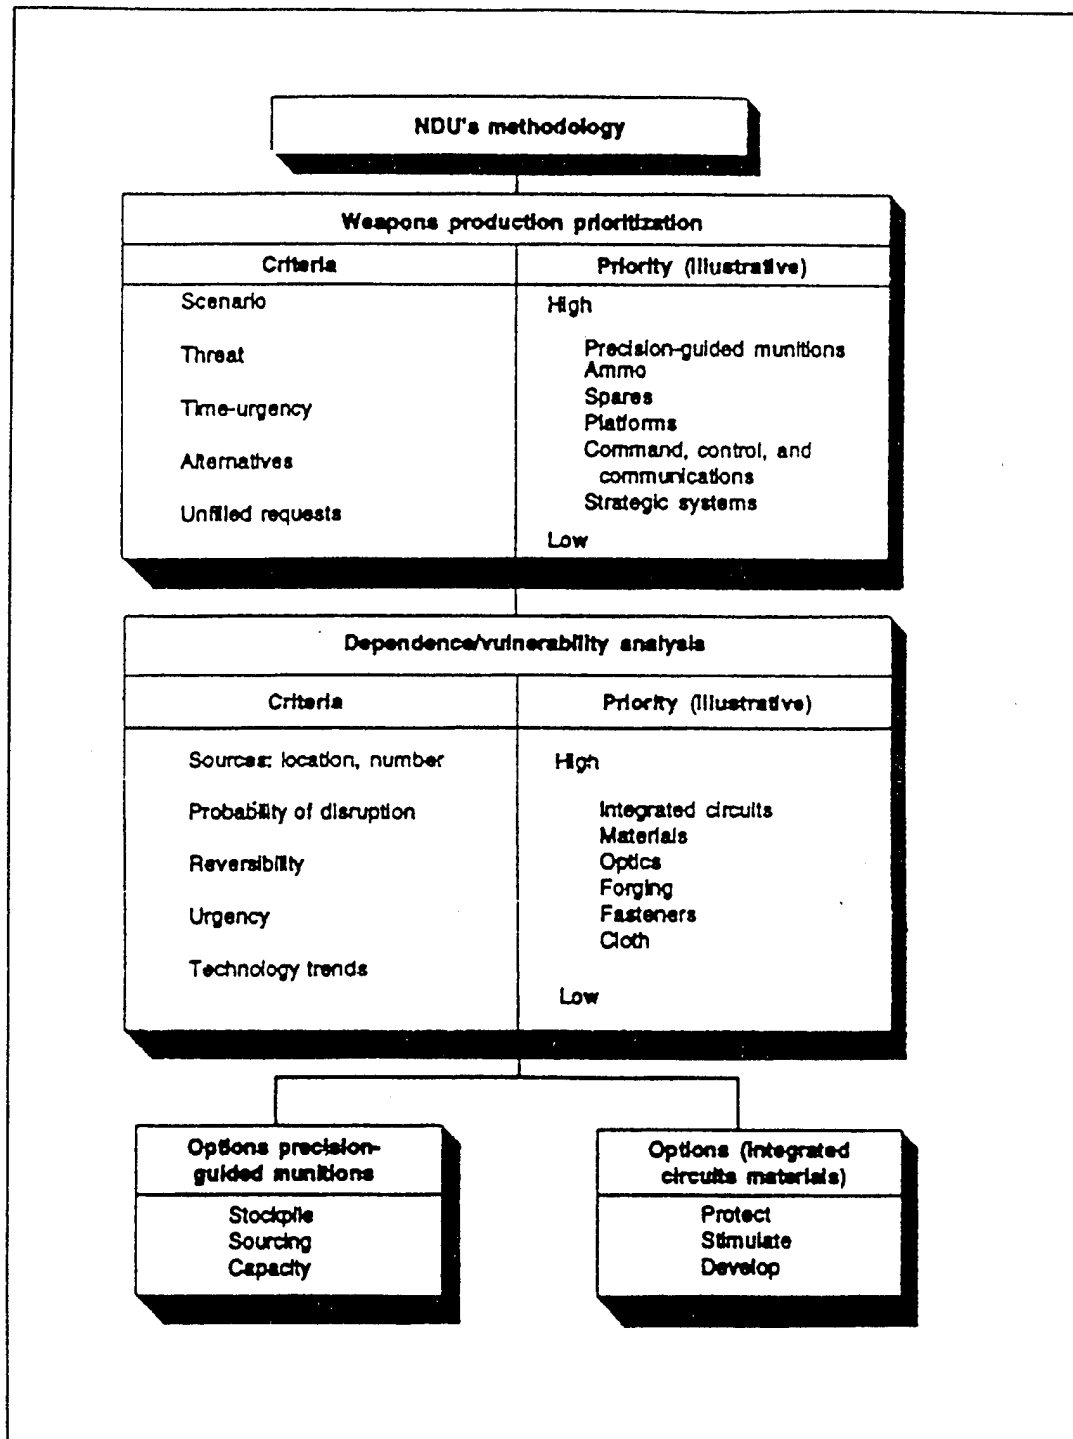 NDU's methodology
Weapons production prioritization
Criteria
Scenario
Threat
Time-urgency
Alternatives
Unfilled requests
Priority (Illustrative)
High
Precision-guided munitions
Ammo
Spares
Platforms
Command, control, and
communications
Strategic systems
Low
Dependence/vulnerability analysis
Criteria
Sources: location, number
Probability of disruption
Reversibility
Urgency
Technology trends
Priority (Illustrative)
High
Integrated circuits
Materials
Optics
Forging
Fasteners
Cloth
Low
Options precision-
guided munitions
Stockpile
Sourcing
Capacity
Options (Integrated
circuits materials)
Protect
Stimulate
Develop